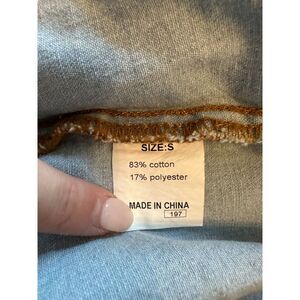 SIZE:S
83% cotton
17% polyester
MADE IN CHINA
197